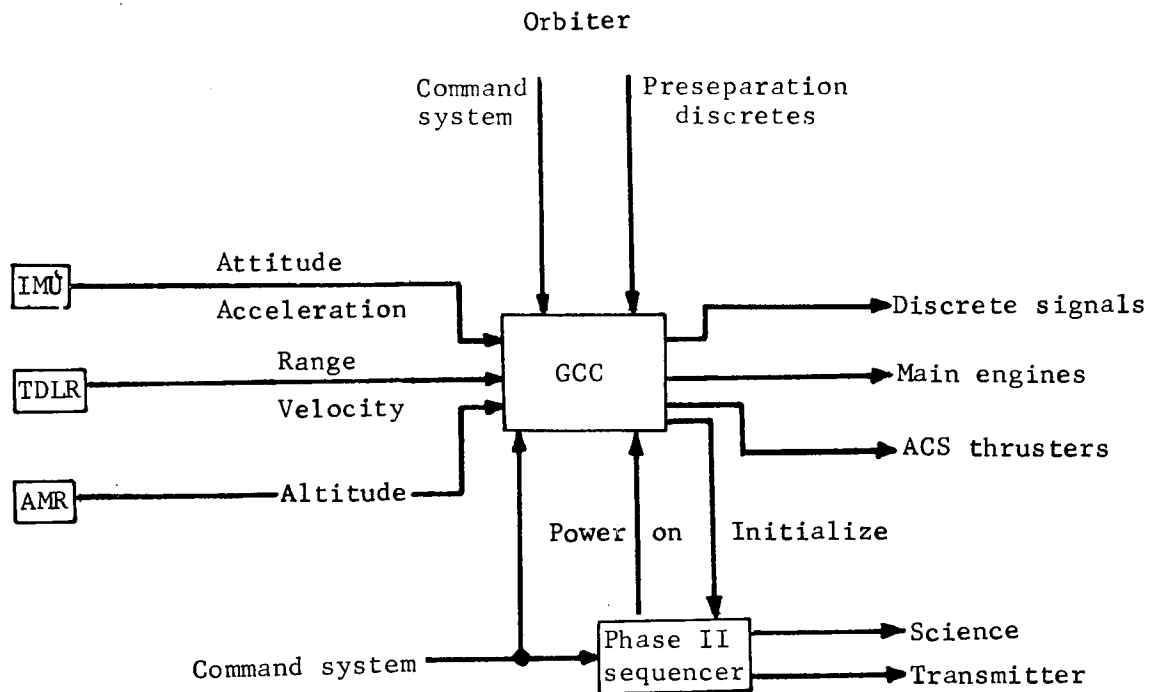 Orbiter
Command
system
Preseparation
discretes
IMU
Attitude
Acceleration
TDLR
Range
Velocity
AMR
Altitude
GCC
Discrete signals
Main engines
ACS thrusters
Power on
Initialize
Command system
Phase II
sequencer
Science
Transmitter